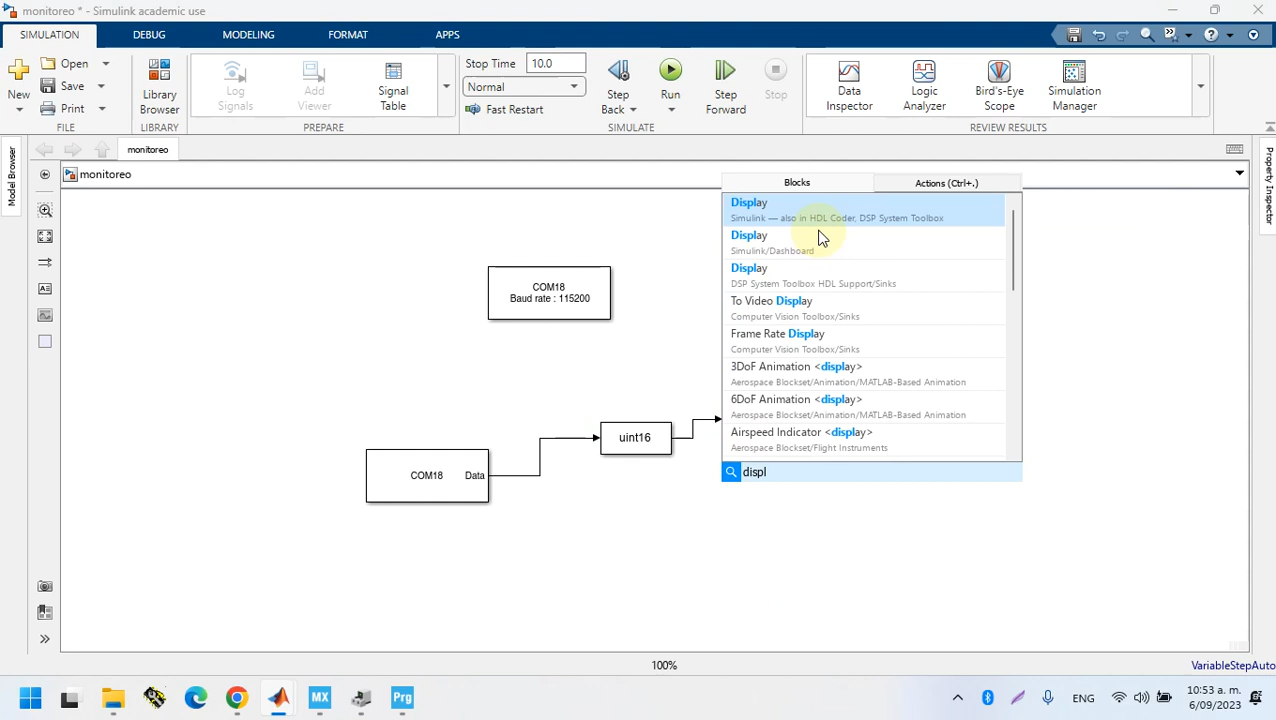 monitoreo * - Simulink academic use
SIMULATION
DEBUG
MODELING
FORMAT
APPS
New
Open
Save
Print
FILE
Library
Browser
LIBRARY
Log
Signals
Add
Viewer
Signal
Table
PREPARE
Stop Time
10.0
Normal
Fast Restart
Step
Back
Run
Step
Forward
Stop
SIMULATE
Data
Inspector
Logic
Analyzer
Bird's-Eye
Scope
Simulation
Manager
REVIEW RESULTS
Model Browser
monitoreo
monitoreo
Property Inspector
Blocks
Actions (Ctrl+.)
Display
Simulink — also in HDL Coder, DSP System Toolbox
Display
Simulink/Dashboard
Display
DSP System Toolbox HDL Support/Sinks
To Video Display
Computer Vision Toolbox/Sinks
Frame Rate Display
Computer Vision Toolbox/Sinks
3DoF Animation <display>
Aerospace Blockset/Animation/MATLAB-Based Animation
6DoF Animation <display>
Aerospace Blockset/Animation/MATLAB-Based Animation
Airspeed Indicator <display>
Aerospace Blockset/Flight Instruments
displ
COM18
Baud rate : 115200
uint16
COM18
Data
100%
VariableStepAuto
MX
Prg
ENG
10:53 a. m.
6/09/2023